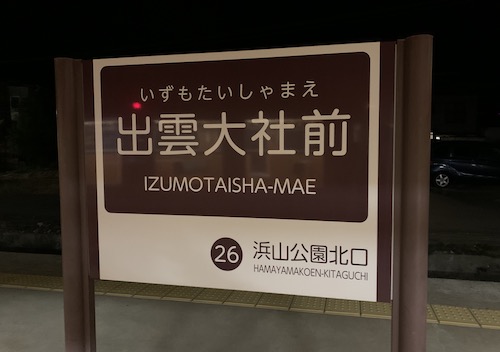 いずもたいしゃまえ
出雲大社前
IZUMOTAISHA-MAE
26 浜山公園北口
HAMAYAMAKOEN-KITAGUCHI